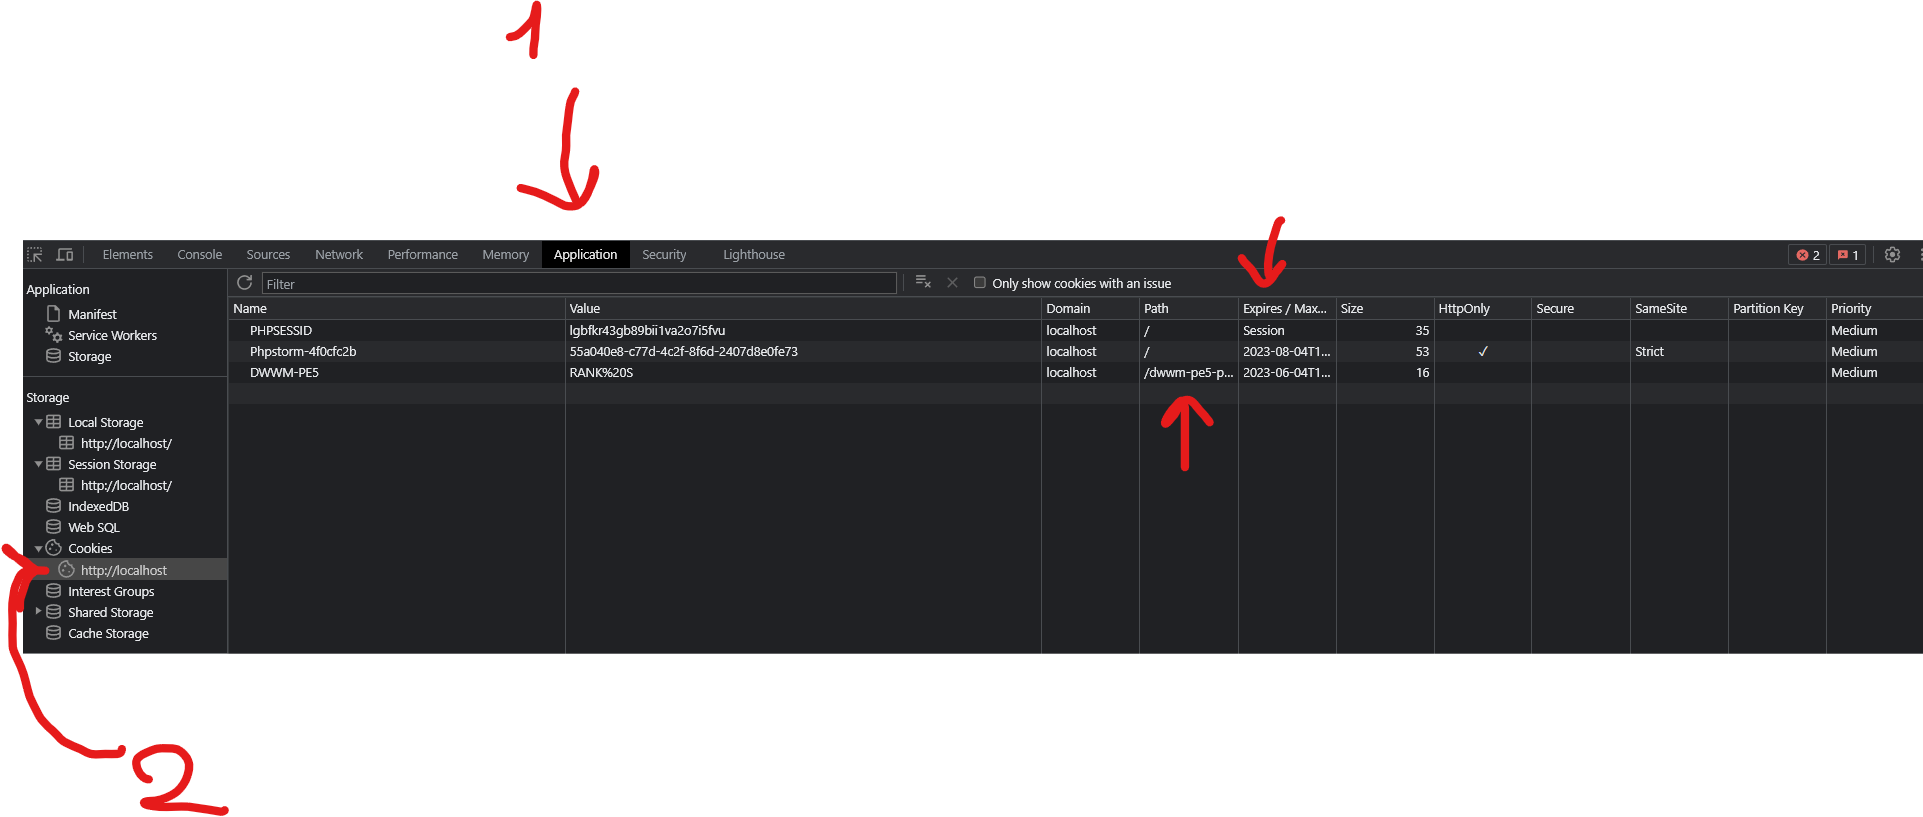 1
Elements Console Sources Network Performance Memory Application Security Lighthouse 2 1
Application
Filter
Only show cookies with an issue
Name Value Domain Path Expires / Max... Size HttpOnly Secure SameSite Partition Key Priority
PHPSESSID lgbfkr43gb89bii1va2o7i5fvu localhost / Session 35 Medium
Phpstorm-4f0cfc2b 55a040e8-c77d-4c2f-8f6d-2407d8e0fe73 localhost / 2023-08-04T1... 53 ✓ Strict Medium
DWWM-PE5 RANK%20S localhost /dwwm-pe5-p... 2023-06-04T1... 16 Medium
Manifest
Service Workers
Storage
Storage
Local Storage
http://localhost/
Session Storage
http://localhost/
IndexedDB
Web SQL
Cookies
http://localhost
Interest Groups
Shared Storage
Cache Storage
2